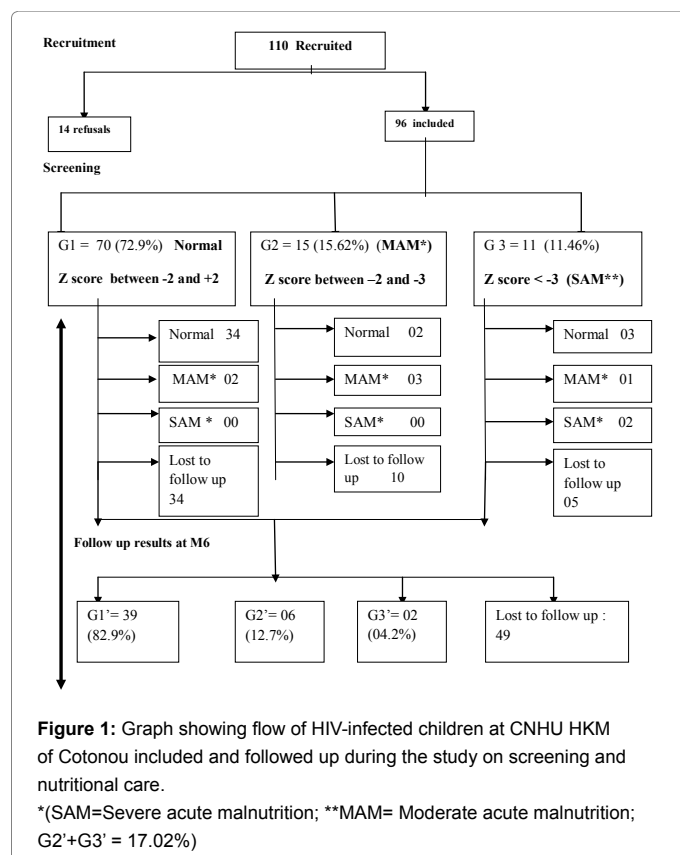 Recruitment
110 Recruited
14 refusals
96 included
Screening
G1 = 70 (72.9%) Normal
Z score between -2 and +2
G2 = 15 (15.62%) (MAM*)
Z score between –2 and -3
G 3 = 11 (11.46%)
Z score < -3 (SAM**)
Normal 34
MAM* 02
SAM * 00
Lost to
follow up
34
Normal 02
MAM* 03
SAM* 00
Lost to follow
up 10
Normal 03
MAM* 01
SAM* 02
Lost to
follow up
05
Follow up results at M6
G1’= 39
(82.9%)
G2’= 06
(12.7%)
G3’= 02
(04.2%)
Lost to follow up :
49
Figure 1: Graph showing flow of HIV-infected children at CNHU HKM
of Cotonou included and followed up during the study on screening and
nutritional care.
*(SAM=Severe acute malnutrition; **MAM= Moderate acute malnutrition;
G2’+G3’ = 17.02%)